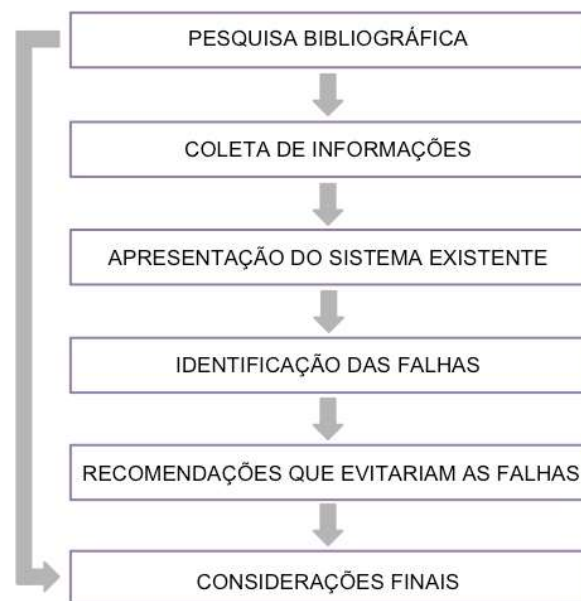 PESQUISA BIBLIOGRÁFICA
COLETA DE INFORMAÇÕES
APRESENTAÇÃO DO SISTEMA EXISTENTE
IDENTIFICAÇÃO DAS FALHAS
RECOMENDAÇÕES QUE EVITARIAM AS FALHAS
CONSIDERAÇÕES FINAIS